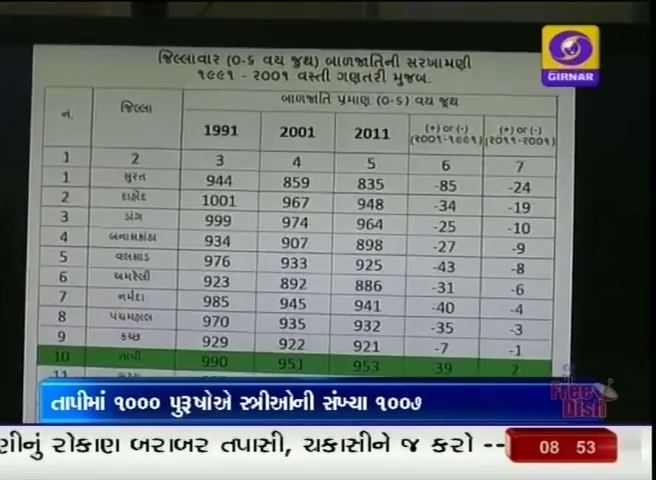 જિલ્લાવાર (0-૬ વય જુથ) બાળજાતિની સરખામણી
૧૯૯૧ - ૨૦૦૧ વસ્તી ગણતરી મુજબ.
GIRNAR
બાળજાતિ પ્રમાણ (0-૬) વય જૂથ
ન. જિલ્લા 1991 2001 2011 (+) or (-) (+) or (-)
(૨૦૦૧-૧૯૯૧) (૨૦૧૧-૨૦૦૧)
1 2 3 4 5 6 7
1 સુરત 944 859 835 -85 -24
2 દાહોદ 1001 967 948 -34 -19
3 ડાંગ 999 974 964 -25 -10
4 બનાસકાંઠા 934 907 898 -27 -9
5 વલસાડ 976 933 925 -43 -8
6 અમરેલી 923 892 886 -31 -6
7 નર્મદા 985 945 941 -40 -4
8 પંચમહાલ 970 935 932 -35 -3
9 કચ્છ 929 922 921 -7 -1
10 તાપી 990 951 953 -39 2
11
તાપીમાં ૧૦૦૦ પુરૂષોએ સ્ત્રીઓની સંખ્યા ૧૦૦૭
Free Dish
ણીનું રોકાણ બરાબર તપાસી, ચકાસીને જ કરો --
08 53